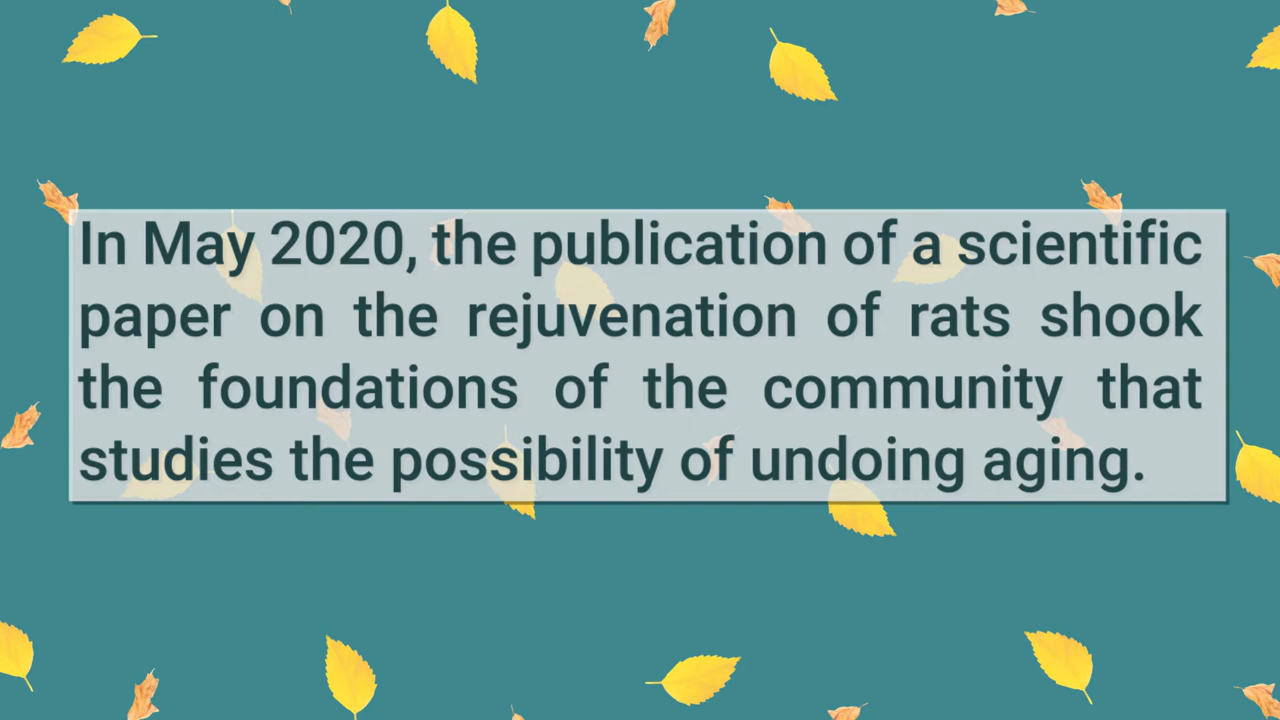 In May 2020, the publication of a scientific
paper on the rejuvenation of rats shook
the foundations of the community that
studies the possibility of undoing aging.